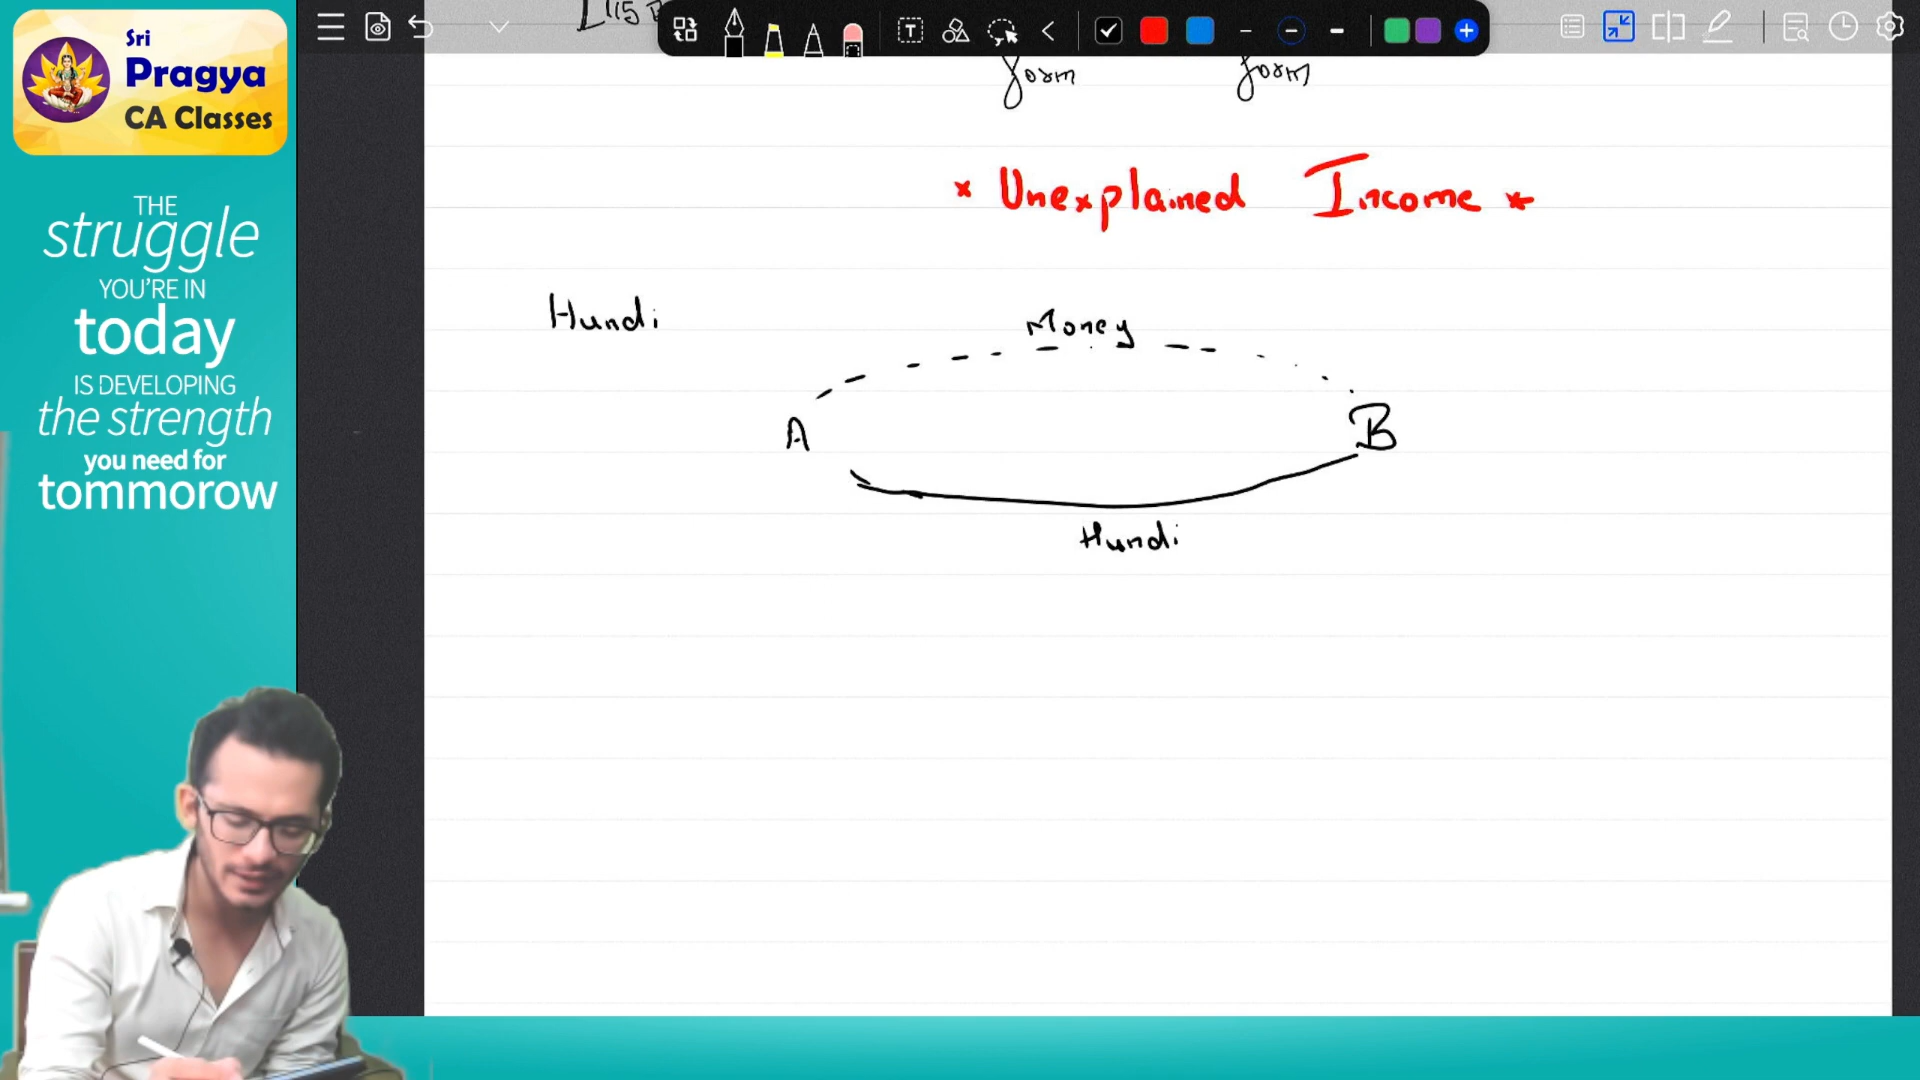 Sri
Pragya
CA Classes
THE
struggle
YOU'RE IN
today
IS DEVELOPING
the strength
you need for
tommorow
115 B
T
form form
* Unexplained Income *
Hundi
Money
A B
Hundi